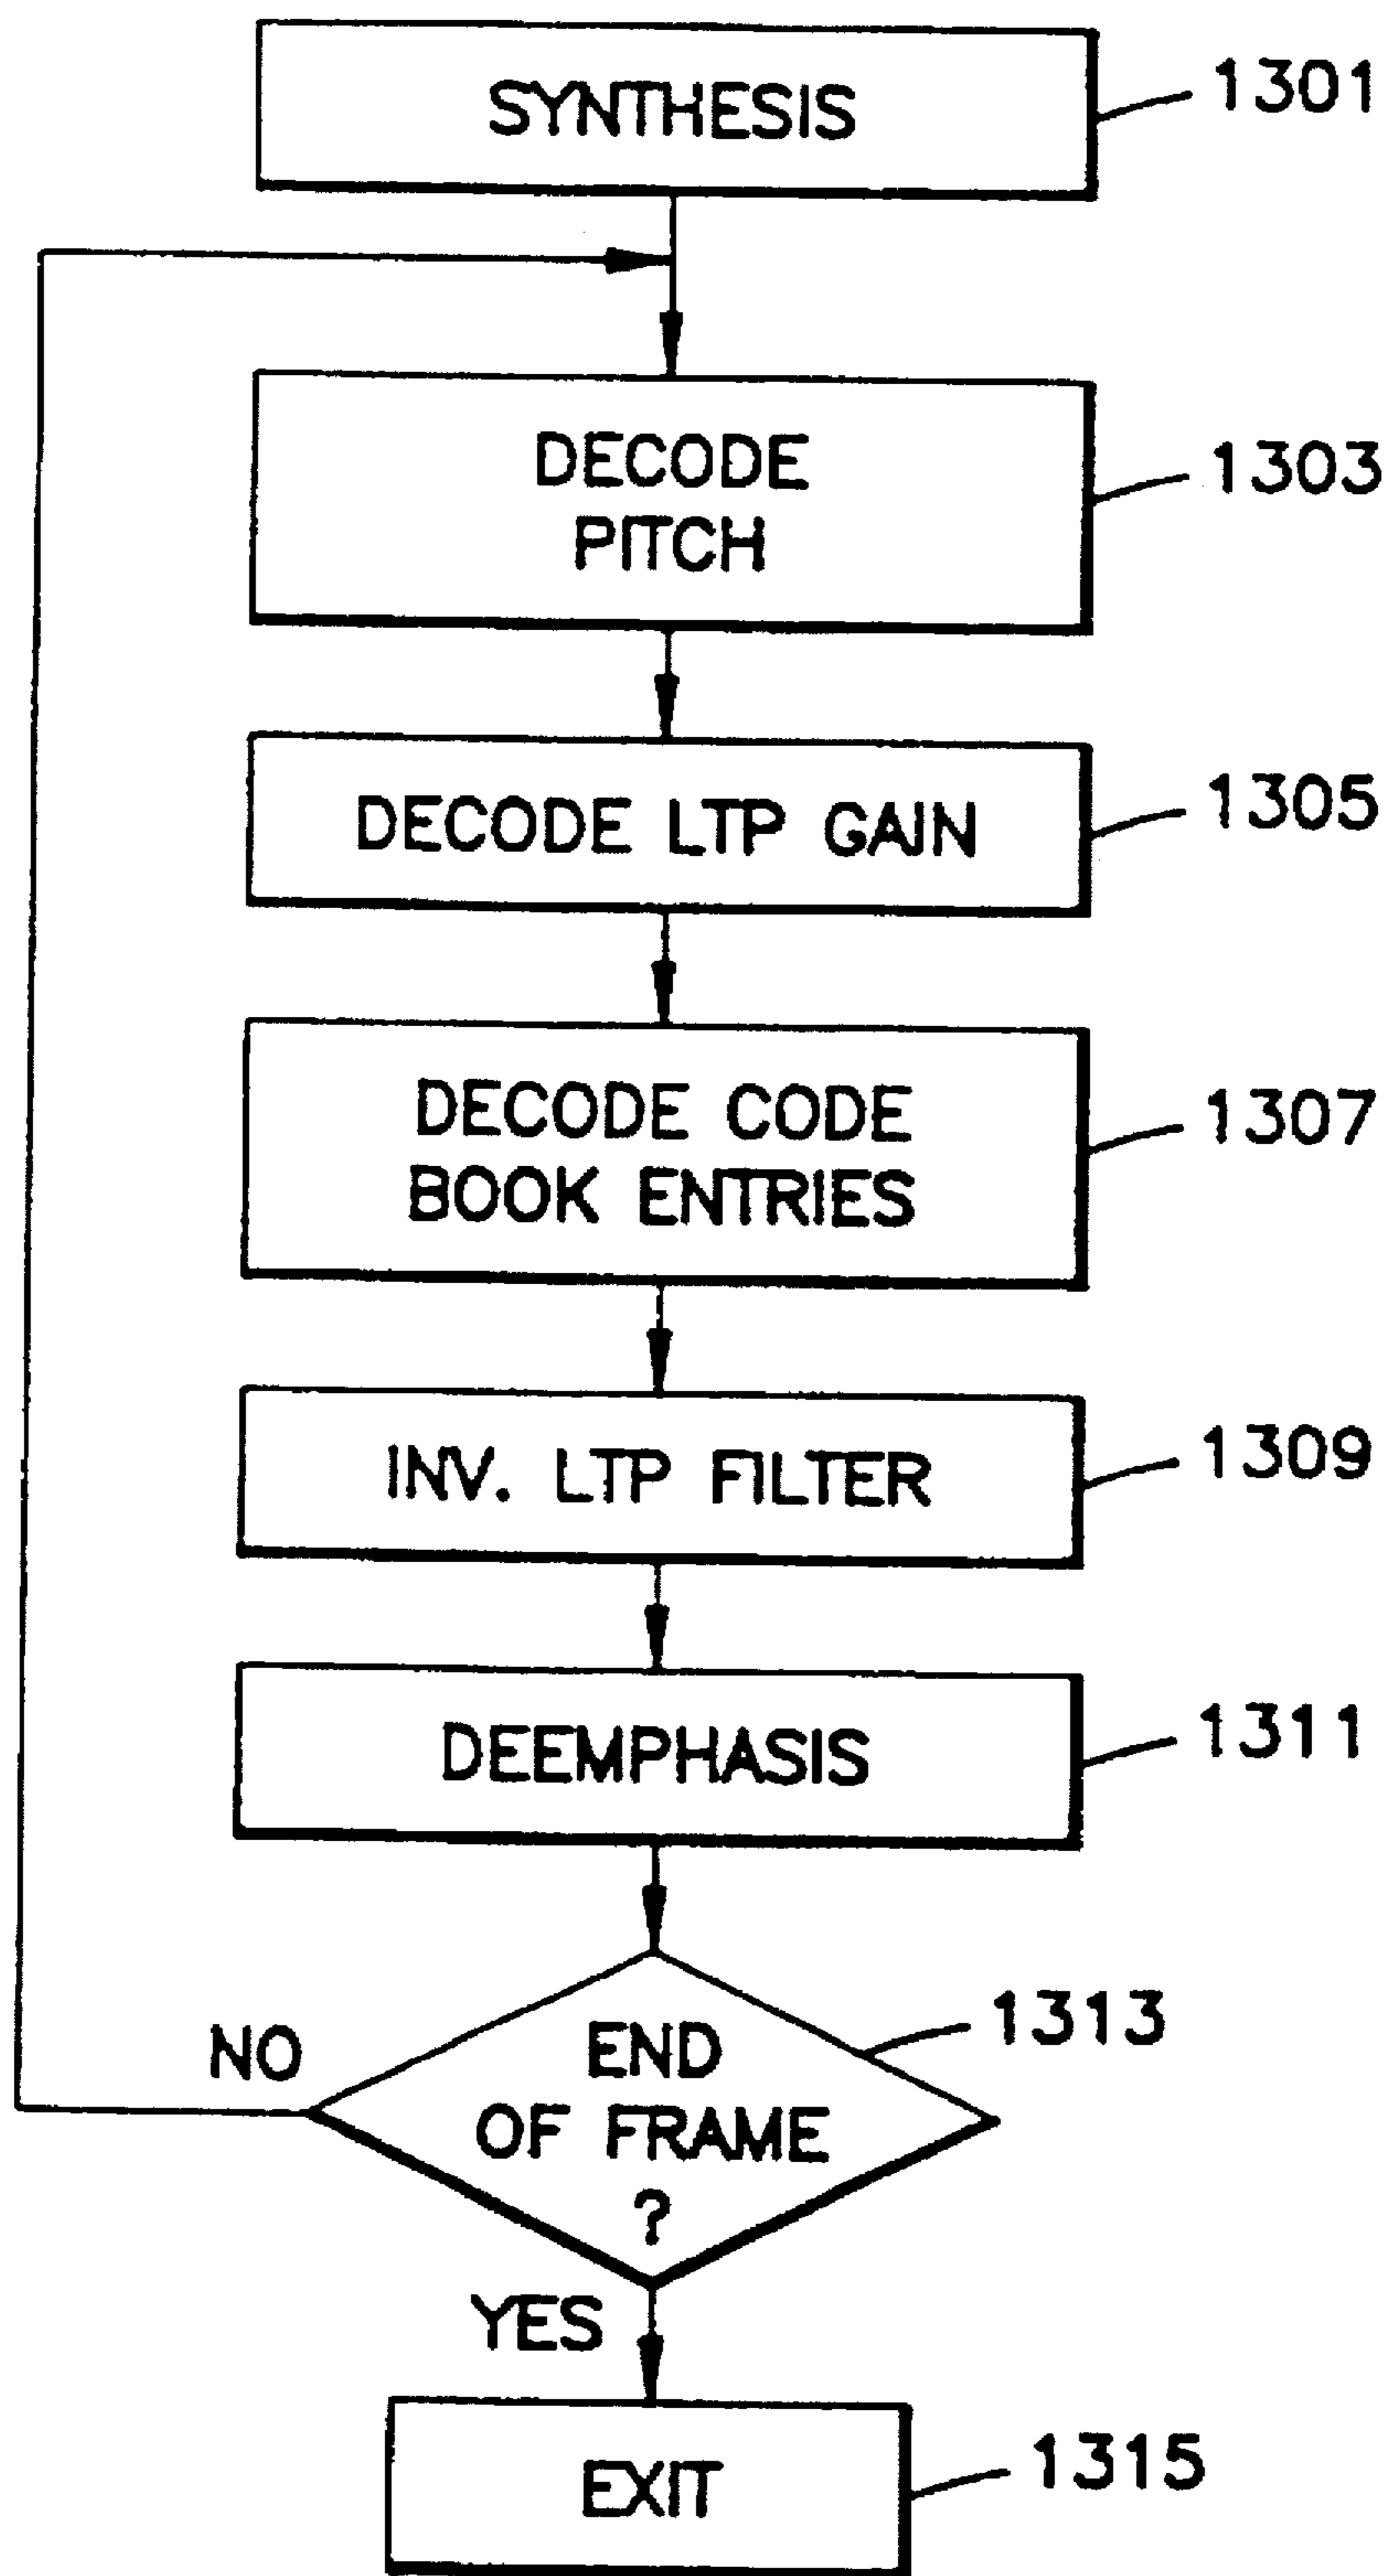 SYNTHESIS
1301
DECODE
PITCH
1303
DECODE LTP GAIN
1305
DECODE CODE
BOOK ENTRIES
1307
INV. LTP FILTER
1309
DEEMPHASIS
1311
END
OF FRAME
?
1313
NO
YES
EXIT
1315